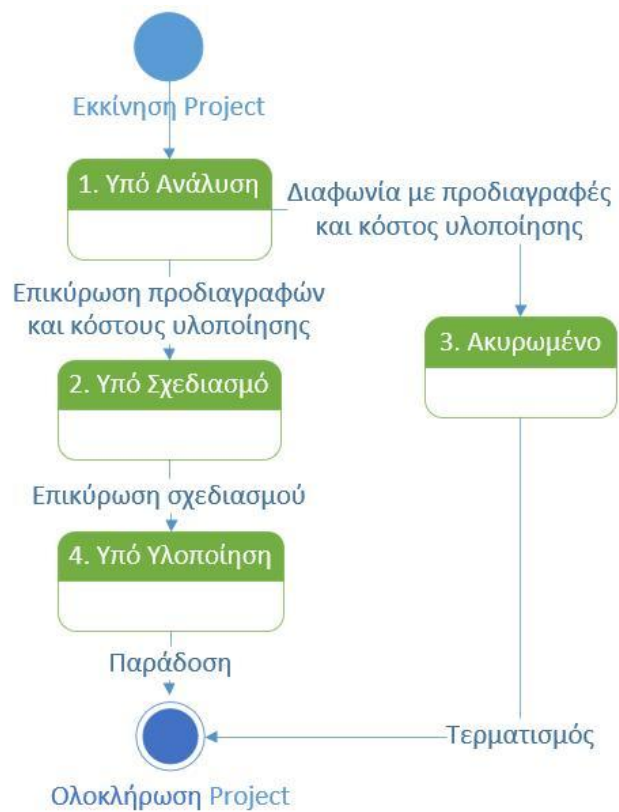 Εκκίνηση Project
1. Υπό Ανάλυση
Διαφωνία με προδιαγραφές
και κόστος υλοποίησης
Επικύρωση προδιαγραφών
και κόστους υλοποίησης
3. Ακυρωμένο
2. Υπό Σχεδιασμό
Επικύρωση σχεδιασμού
4. Υπό Υλοποίηση
Παράδοση
Τερματισμός
Ολοκλήρωση Project